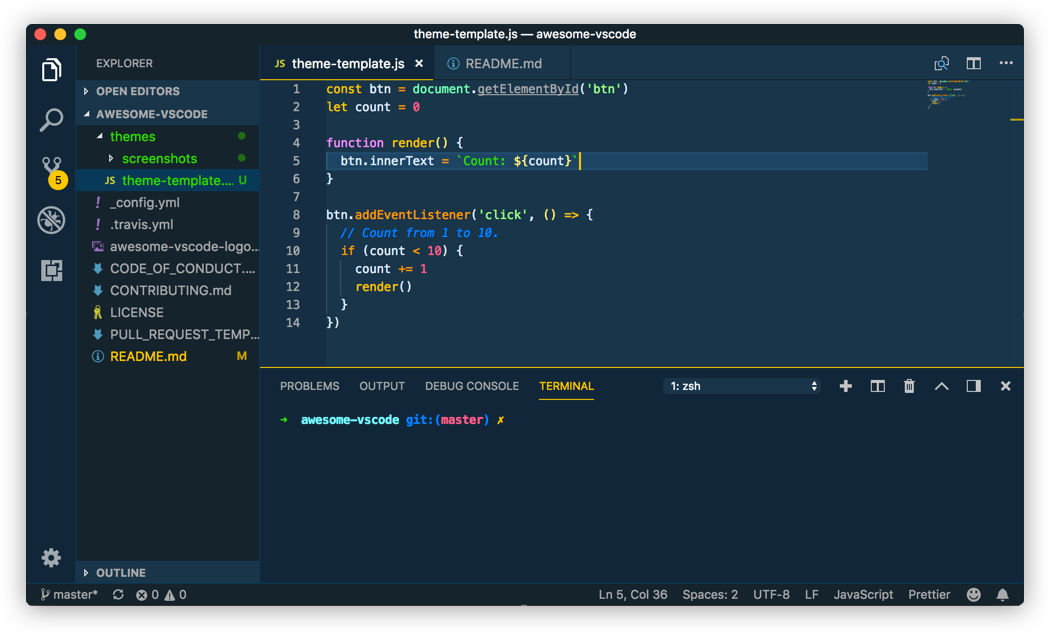 theme-template.js — awesome-vscode
EXPLORER
OPEN EDITORS
AWESOME-VSCODE
themes
screenshots
JS theme-template.... U
! _config.yml
! .travis.yml
awesome-vscode-logo...
CODE_OF_CONDUCT....
CONTRIBUTING.md
LICENSE
PULL_REQUEST_TEMP...
README.md M
OUTLINE
5
JS theme-template.js × README.md
1 const btn = document.getElementById('btn')
2 let count = 0
3
4 function render() {
5   btn.innerText = `Count: ${count}`
6 }
7
8 btn.addEventListener('click', () => {
9   // Count from 1 to 10.
10   if (count < 10) {
11     count += 1
12     render()
13   }
14 })
PROBLEMS OUTPUT DEBUG CONSOLE TERMINAL 1: zsh
➜ awesome-vscode git:(master) ✗
master* 0 0 Ln 5, Col 36 Spaces: 2 UTF-8 LF JavaScript Prettier